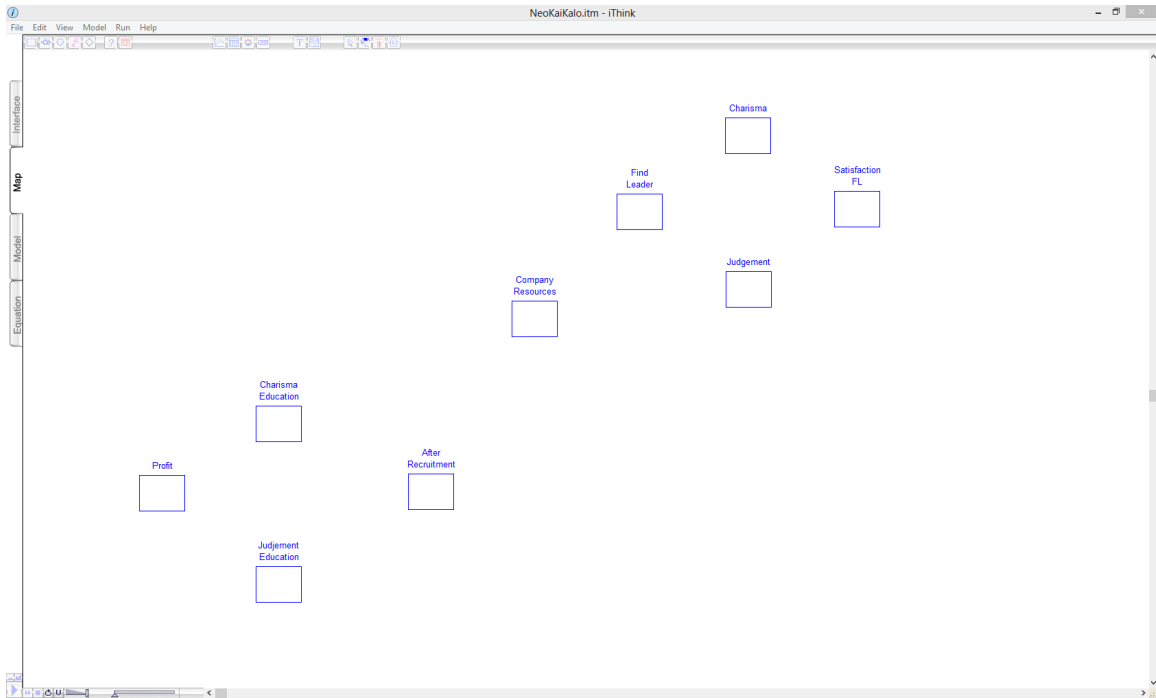 NeoKaiKalo.itm - iThink
File Edit View Model Run Help
Interface
Map
Model
Equation
Charisma
Find
Leader
Satisfaction
FL
Judgement
Company
Resources
Charisma
Education
After
Recruitment
Profit
Judjement
Education
U